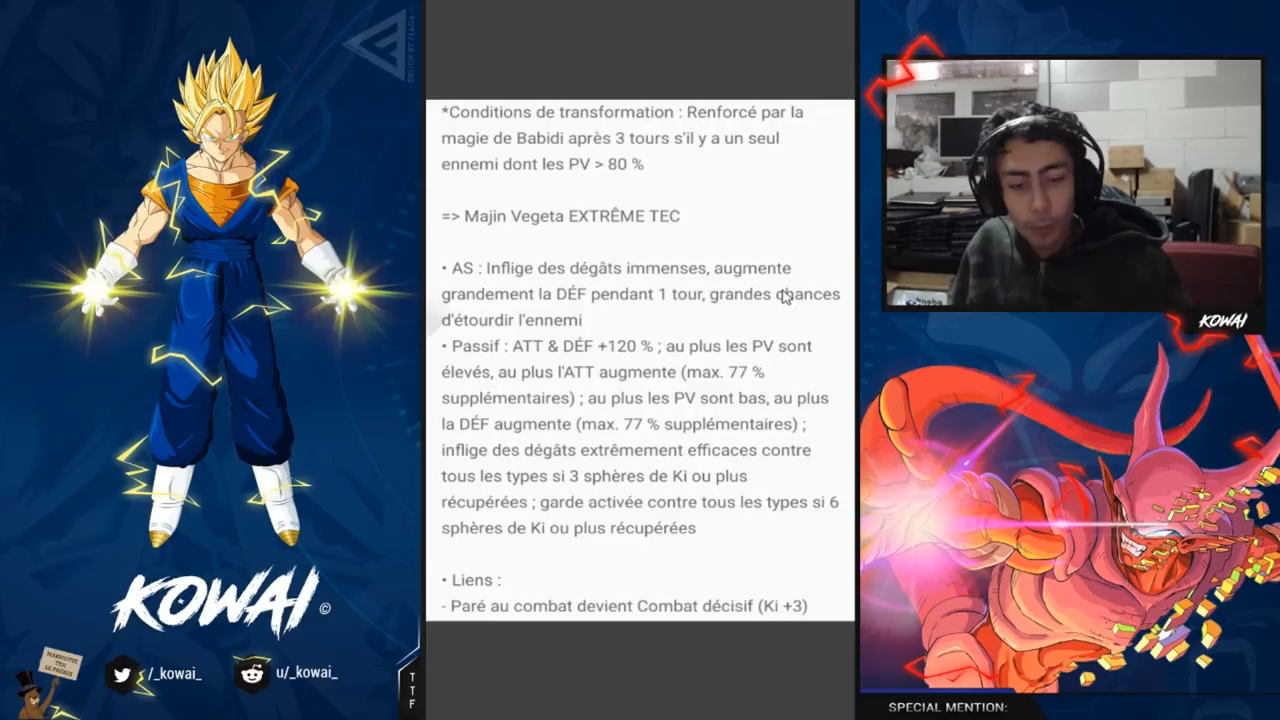 *Conditions de transformation : Renforcé par la
magie de Babidi après 3 tours s'il y a un seul
ennemi dont les PV > 80 %
=> Majin Vegeta EXTRÊME TEC
• AS : Inflige des dégâts immenses, augmente
grandement la DÉF pendant 1 tour, grandes chances
d'étourdir l'ennemi
• Passif : ATT & DÉF +120 % ; au plus les PV sont
élevés, au plus l'ATT augmente (max. 77 %
supplémentaires) ; au plus les PV sont bas, au plus
la DÉF augmente (max. 77 % supplémentaires) ;
inflige des dégâts extrêmement efficaces contre
tous les types si 3 sphères de Ki ou plus
récupérées ; garde activée contre tous les types si 6
sphères de Ki ou plus récupérées
• Liens :
- Paré au combat devient Combat décisif (Ki +3)
KOWAI ©
MARMOTTE
TEH
LE PHENIX
/_kowai_
u/_kowai_
T
T
F
KOWAI
SPECIAL MENTION: